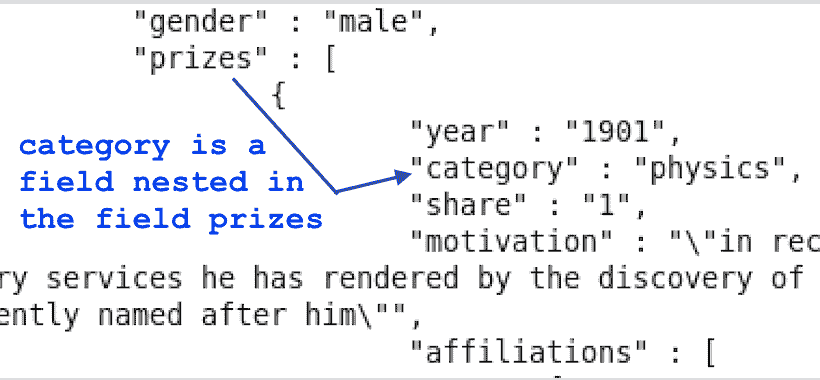 "gender" : "male",
"prizes" : [
{
"year" : "1901",
category is a
"category" : "physics",
field nested in
"share" : "1",
the field prizes
"motivation" : "\"in rec
ry services he has rendered by the discovery of
ently named after him\"",
"affiliations" : [